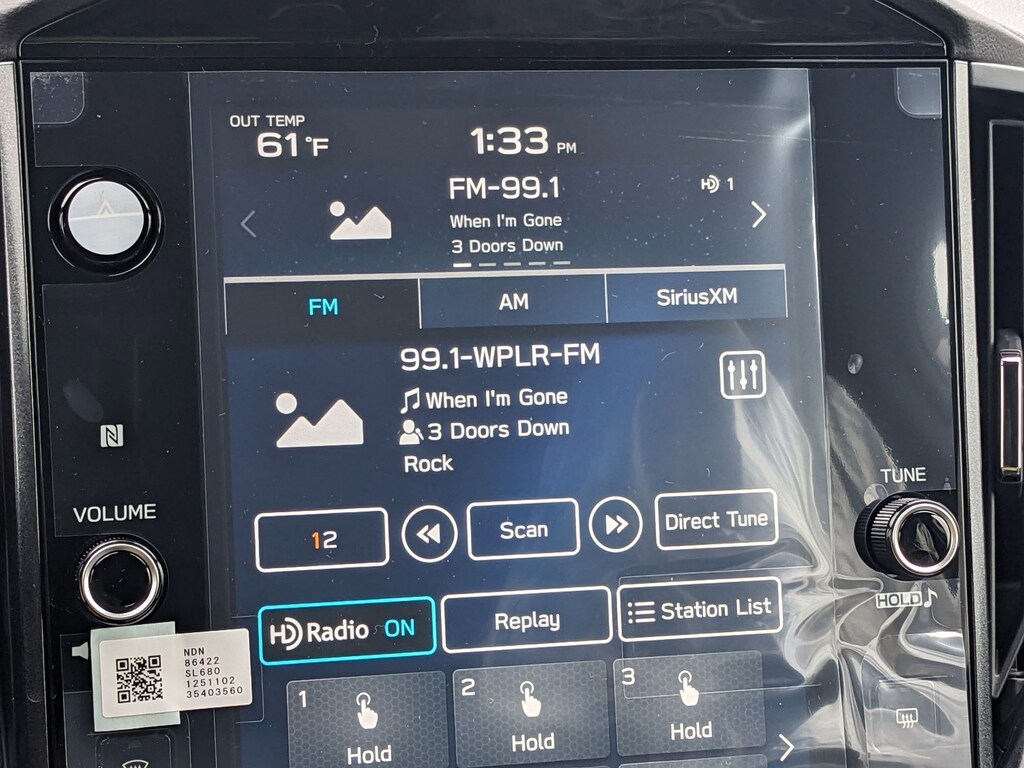 OUT TEMP
61°F
1:33 PM
FM-99.1
HD 1
When I'm Gone
3 Doors Down
FM
AM
SiriusXM
99.1-WPLR-FM
When I'm Gone
3 Doors Down
Rock
VOLUME
TUNE
12
Scan
Direct Tune
HOLD
HD Radio ON
Replay
Station List
NDN
86422
SL680
1251102
35403560
1
Hold
2
Hold
3
Hold